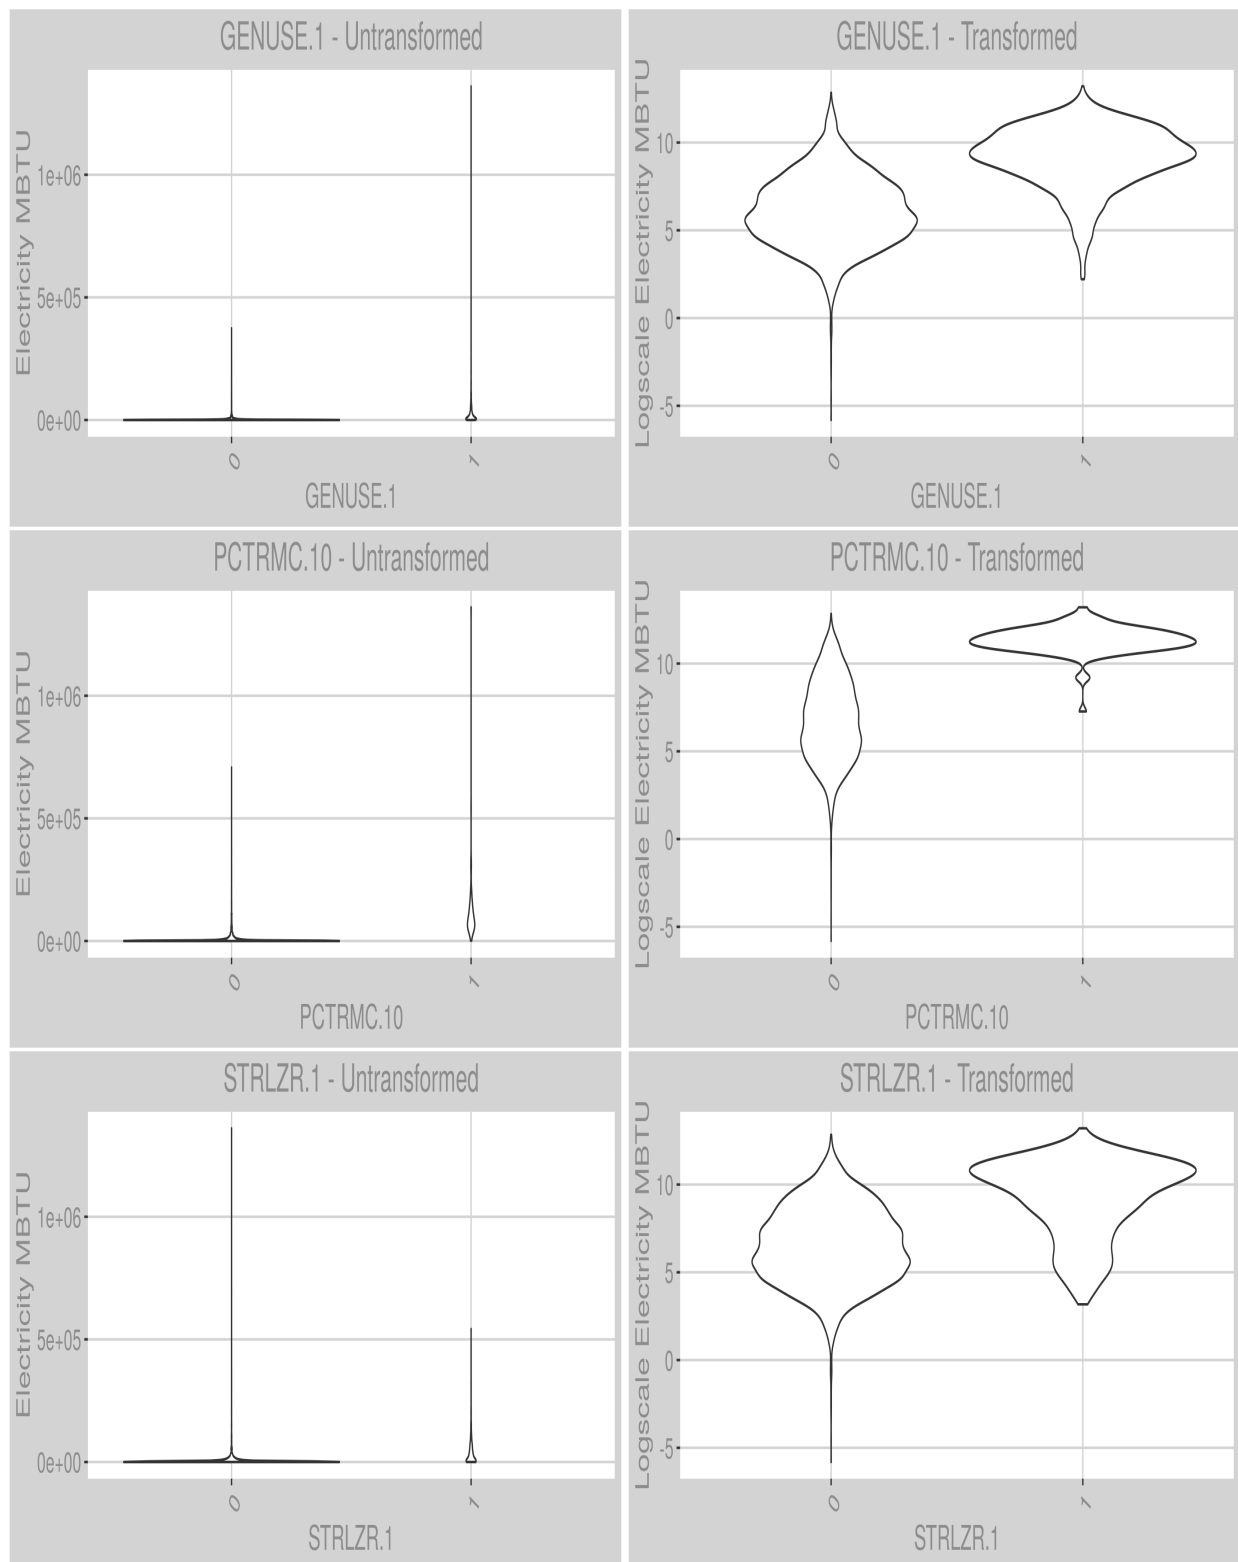 GENUSE.1 - Untransformed
Electricity MBTU
1e+06
5e+05
0e+00
0 1
GENUSE.1
GENUSE.1 - Transformed
Logscale Electricity MBTU
10
5
0
-5
0 1
GENUSE.1
PCTRMC.10 - Untransformed
Electricity MBTU
1e+06
5e+05
0e+00
0 1
PCTRMC.10
PCTRMC.10 - Transformed
Logscale Electricity MBTU
10
5
0
-5
0 1
PCTRMC.10
STRLZR.1 - Untransformed
Electricity MBTU
1e+06
5e+05
0e+00
0 1
STRLZR.1
STRLZR.1 - Transformed
Logscale Electricity MBTU
10
5
0
-5
0 1
STRLZR.1